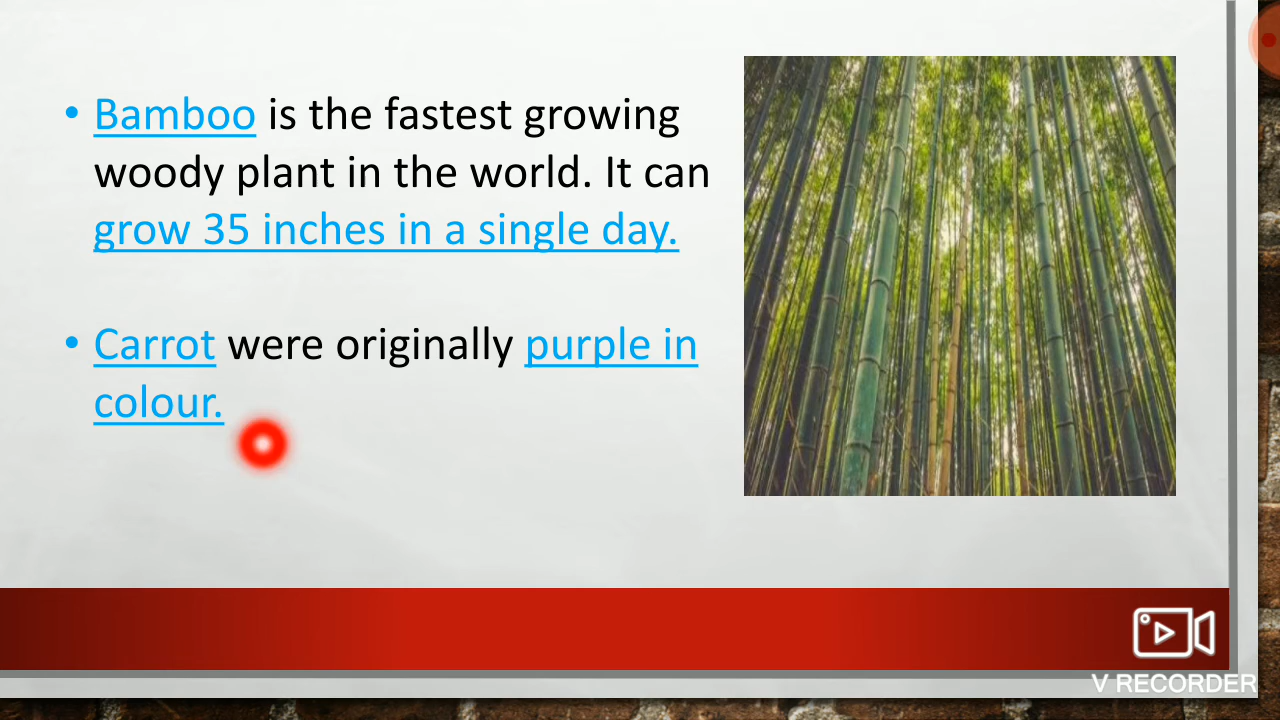 • Bamboo is the fastest growing
woody plant in the world. It can
grow 35 inches in a single day.
• Carrot were originally purple in
colour.
V RECORDER